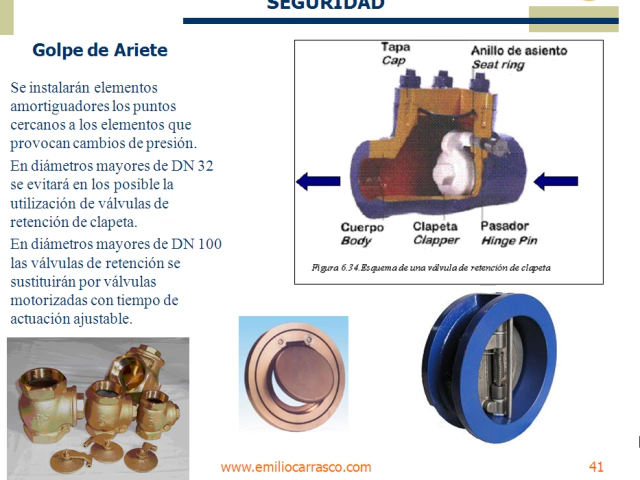 SEGURIDAD
Golpe de Ariete
Se instalarán elementos
amortiguadores los puntos
cercanos a los elementos que
provocan cambios de presión.
En diámetros mayores de DN 32
se evitará en los posible la
utilización de válvulas de
retención de clapeta.
En diámetros mayores de DN 100
las válvulas de retención se
sustituirán por válvulas
motorizadas con tiempo de
actuación ajustable.
Tapa
Cap
Anillo de asiento
Seat ring
Cuerpo
Body
Clapeta
Clapper
Pasador
Hinge Pin
Figura 6.34.Esquema de una válvula de retención de clapeta
www.emiliocarrasco.com
41